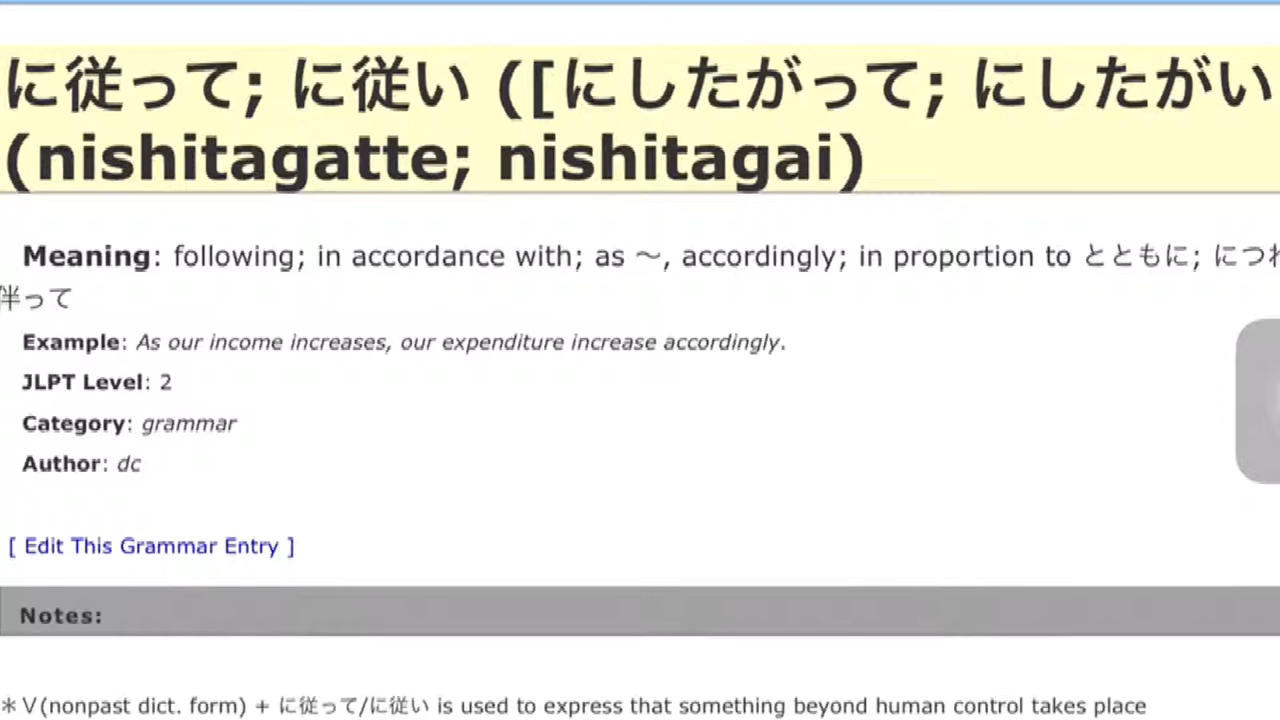 に従って; に従い ([にしたがって; にしたがい
(nishitagatte; nishitagai)
Meaning: following; in accordance with; as ～, accordingly; in proportion to とともに; につれ
伴って
Example: As our income increases, our expenditure increase accordingly.
JLPT Level: 2
Category: grammar
Author: dc
[ Edit This Grammar Entry ]
Notes:
＊V(nonpast dict. form) + に従って/に従い is used to express that something beyond human control takes place